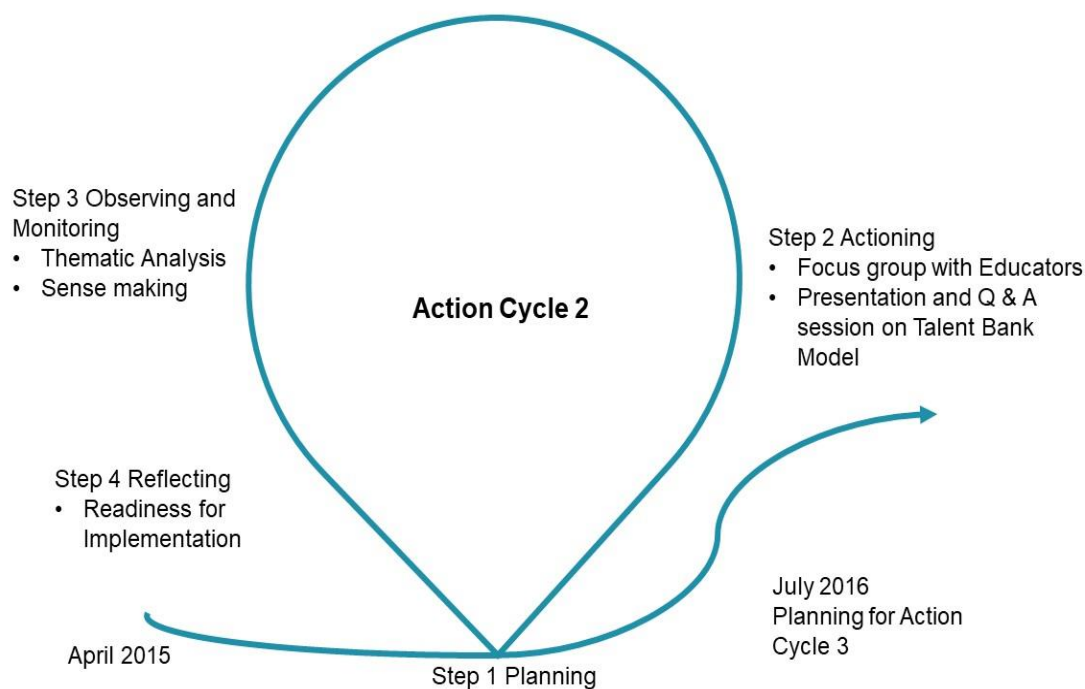 Step 3 Observing and
Monitoring
• Thematic Analysis
• Sense making
Action Cycle 2
Step 2 Actioning
• Focus group with Educators
• Presentation and Q & A
session on Talent Bank
Model
Step 4 Reflecting
• Readiness for
Implementation
April 2015
Step 1 Planning
July 2016
Planning for Action
Cycle 3